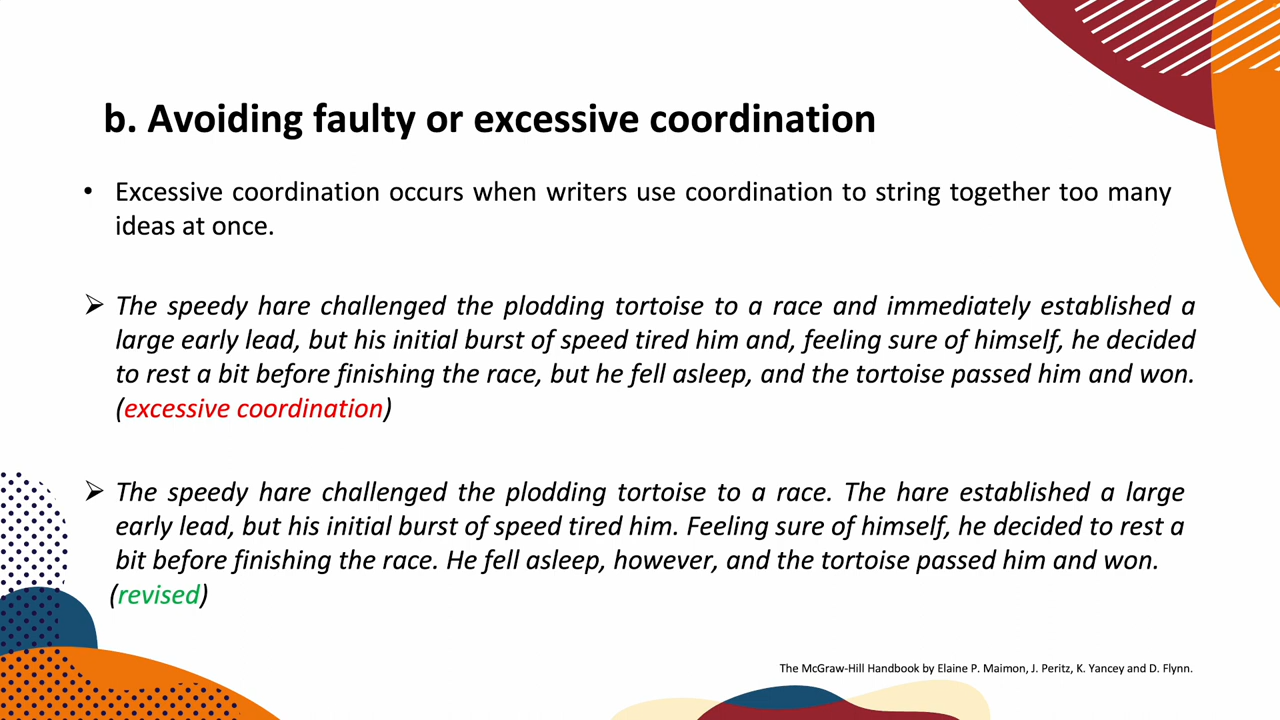 b. Avoiding faulty or excessive coordination
• Excessive coordination occurs when writers use coordination to string together too many
ideas at once.
➢ The speedy hare challenged the plodding tortoise to a race and immediately established a
large early lead, but his initial burst of speed tired him and, feeling sure of himself, he decided
to rest a bit before finishing the race, but he fell asleep, and the tortoise passed him and won.
(excessive coordination)
➢ The speedy hare challenged the plodding tortoise to a race. The hare established a large
early lead, but his initial burst of speed tired him. Feeling sure of himself, he decided to rest a
bit before finishing the race. He fell asleep, however, and the tortoise passed him and won.
(revised)
The McGraw-Hill Handbook by Elaine P. Maimon, J. Peritz, K. Yancey and D. Flynn.